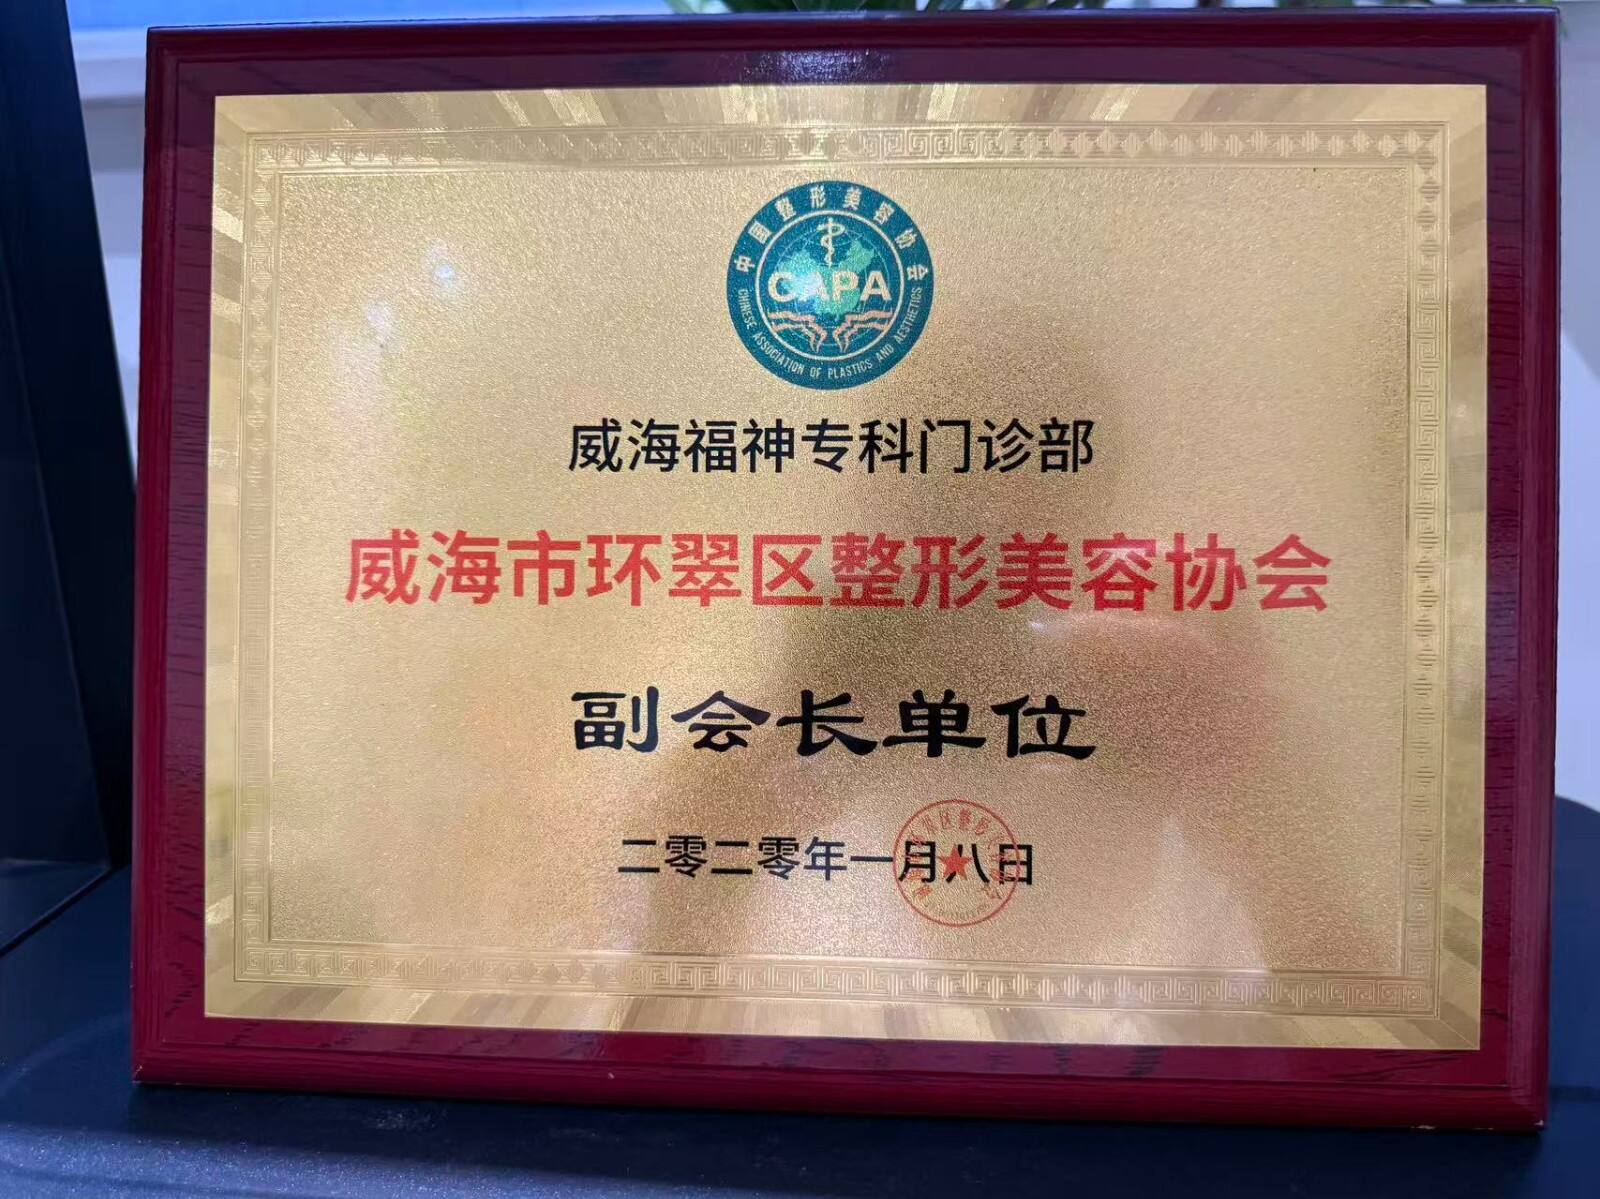 中国整形美容协会
CAPA
CHINESE ASSOCIATION OF PLASTICS AND AESTHETICS
威海福神专科门诊部
威海市环翠区整形美容协会
副会长单位
二零二零年一月八日